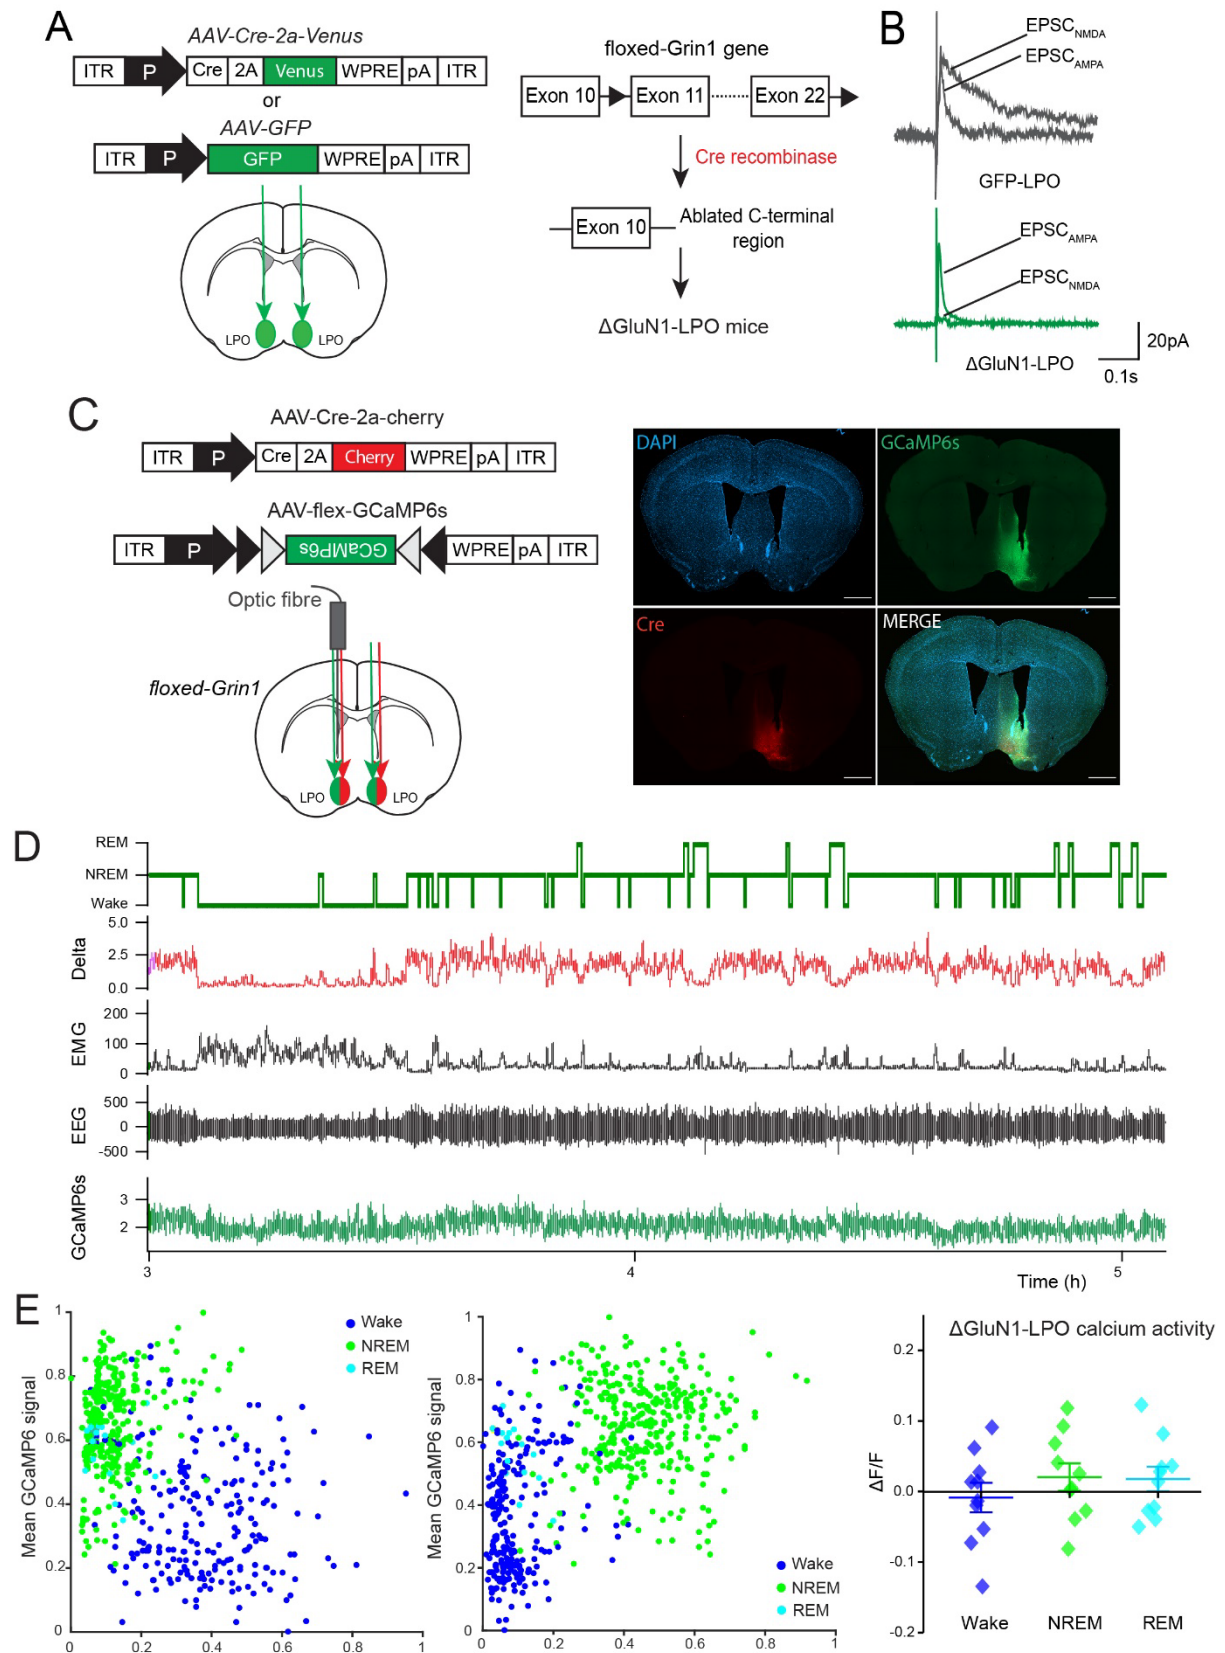 A
AAV-Cre-2a-Venus
ITR P Cre 2A Venus WPRE pA ITR
or
AAV-GFP
ITR P GFP WPRE pA ITR
LPO LPO
floxed-Grin1 gene
Exon 10 Exon 11 Exon 22
Cre recombinase
Exon 10 Ablated C-terminal
region
ΔGluN1-LPO mice
B
EPSCNMDA
EPSCAMPA
GFP-LPO
EPSCAMPA
EPSCNMDA
ΔGluN1-LPO
20pA
0.1s
C
AAV-Cre-2a-cherry
ITR P Cre 2A Cherry WPRE pA ITR
AAV-flex-GCaMP6s
ITR P GCaMP6s WPRE pA ITR
Optic fibre
floxed-Grin1
LPO LPO
DAPI
GCaMP6s
Cre
MERGE
D
REM
NREM
Wake
Delta
5.0
2.5
0.0
EMG
200
100
0
EEG
500
0
-500
GCaMP6s
3
2
3 4 5
Time (h)
E
Mean GCaMP6 signal
1
0.8
0.6
0.4
0.2
0
0 0.2 0.4 0.6 0.8 1
Wake
NREM
REM
Mean GCaMP6 signal
1
0.8
0.6
0.4
0.2
0
0 0.2 0.4 0.6 0.8 1
Wake
NREM
REM
ΔGluN1-LPO calcium activity
ΔF/F
0.2
0.1
0.0
-0.1
-0.2
Wake NREM REM